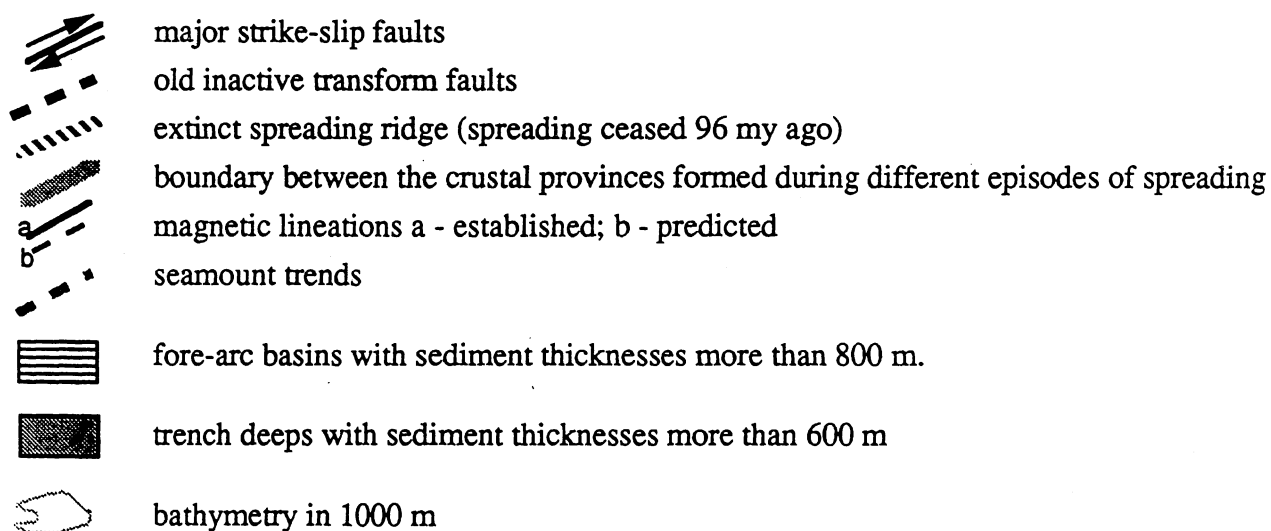 major strike-slip faults
old inactive transform faults
extinct spreading ridge (spreading ceased 96 my ago)
boundary between the crustal provinces formed during different episodes of spreading
a
magnetic lineations a - established; b - predicted
b
seamount trends
fore-arc basins with sediment thicknesses more than 800 m.
trench deeps with sediment thicknesses more than 600 m
bathymetry in 1000 m